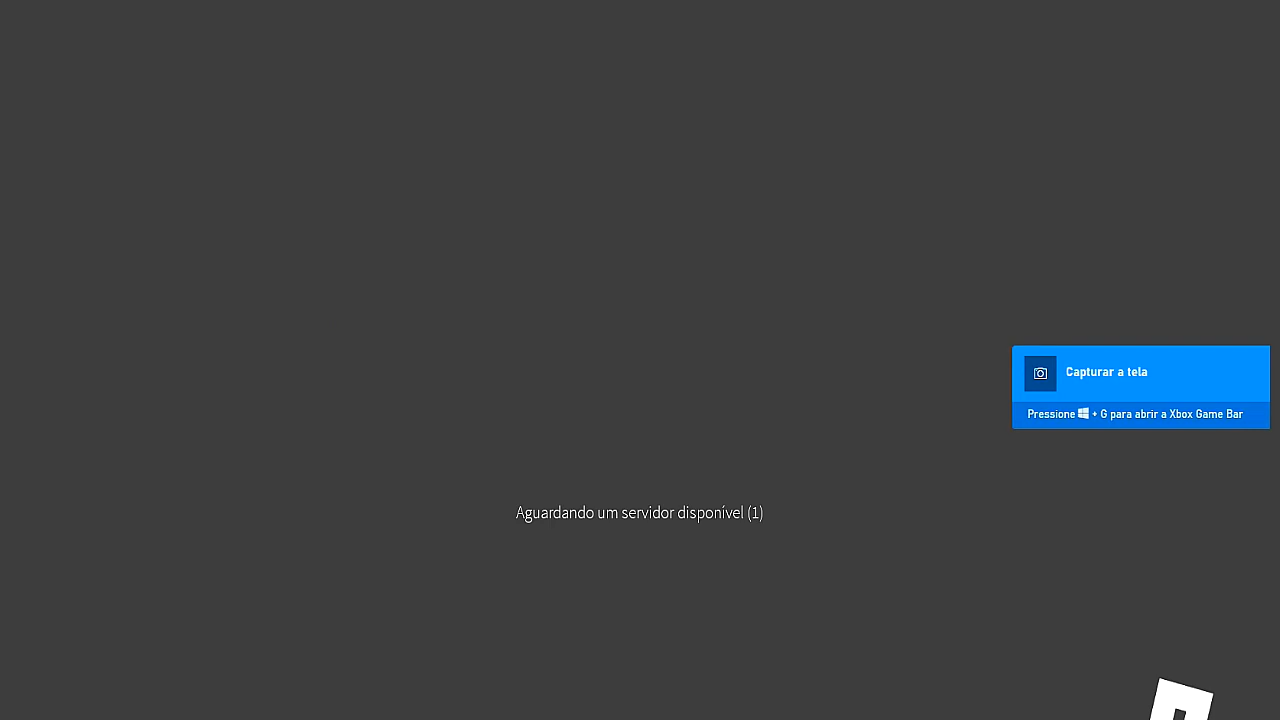 Capturar a tela
Pressione + G para abrir a Xbox Game Bar
Aguardando um servidor disponível (1)